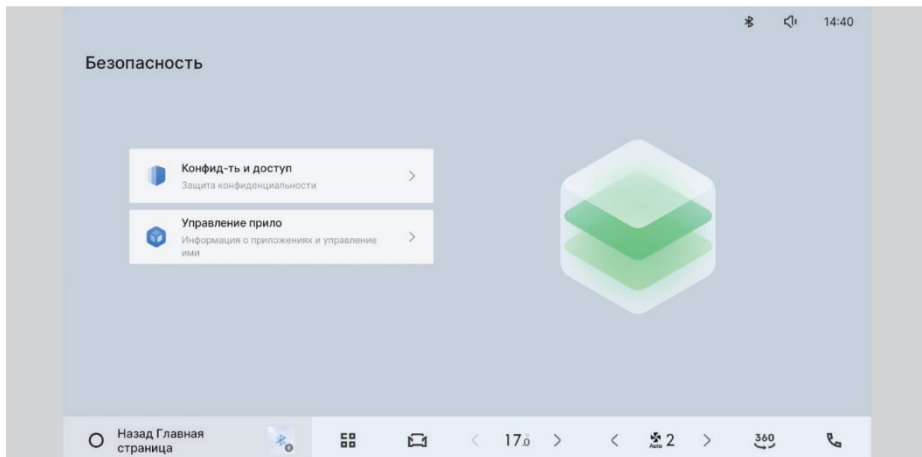 14:40
Безопасность
Конфид-ть и доступ
Защита конфиденциальности
Управление прило
Информация о приложениях и управление
ими
Назад Главная
страница
17.0
Auto 2
360